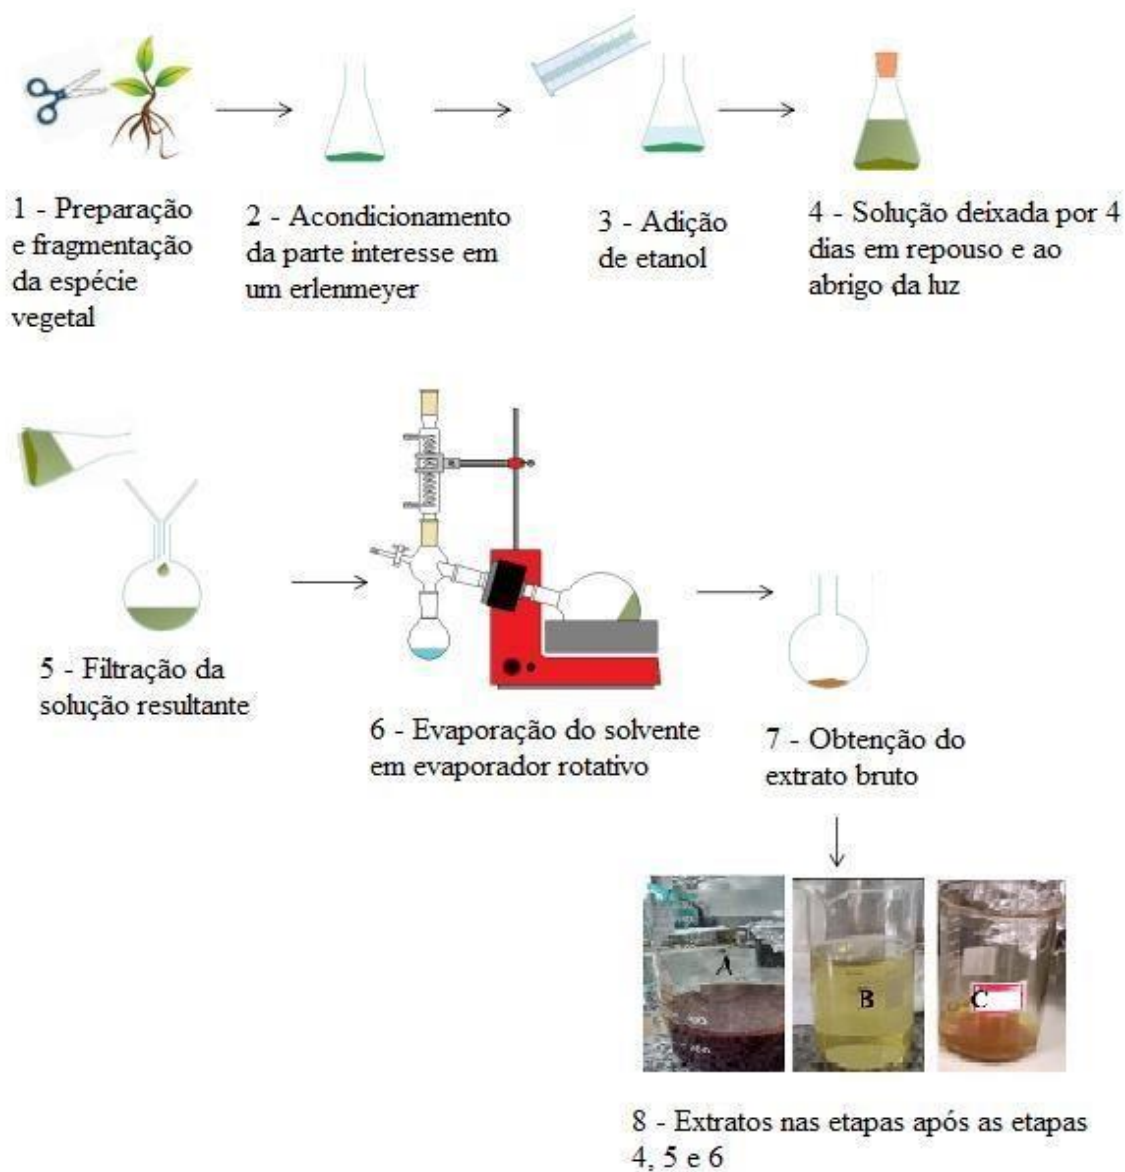 1 - Preparação
e fragmentação
da espécie
vegetal
2 - Acondicionamento
da parte interesse em
um erlenmeyer
3 - Adição
de etanol
4 - Solução deixada por 4
dias em repouso e ao
abrigo da luz
5 - Filtração da
solução resultante
6 - Evaporação do solvente
em evaporador rotativo
7 - Obtenção do
extrato bruto
A
B
C
8 - Extratos nas etapas após as etapas
4, 5 e 6